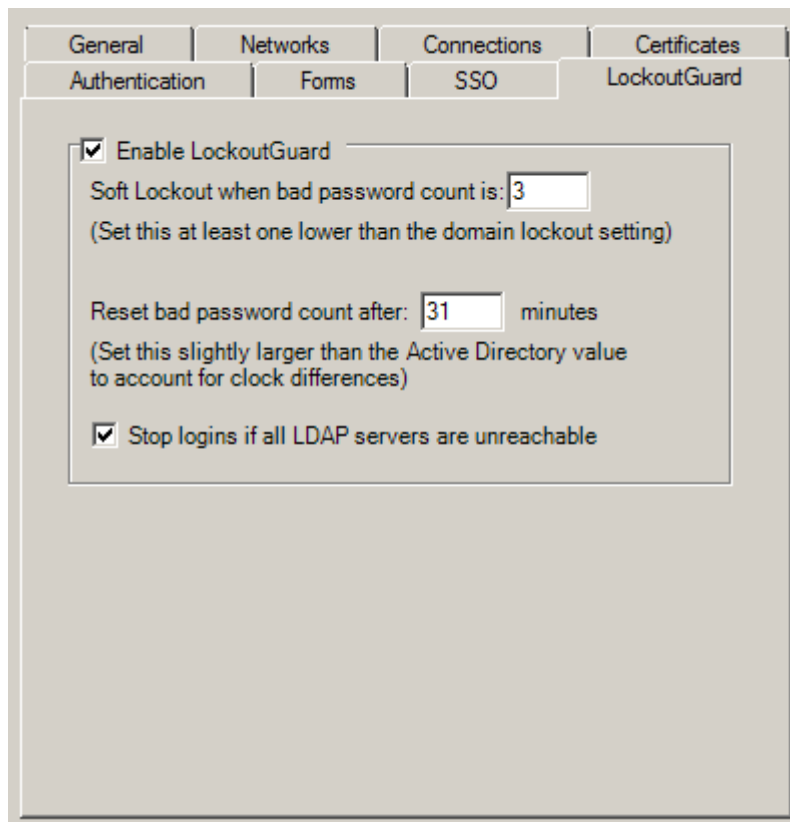 General Networks Connections Certificates
Authentication Forms SSO LockoutGuard
Enable LockoutGuard
Soft Lockout when bad password count is: 3
(Set this at least one lower than the domain lockout setting)
Reset bad password count after: 31 minutes
(Set this slightly larger than the Active Directory value
to account for clock differences)
Stop logins if all LDAP servers are unreachable